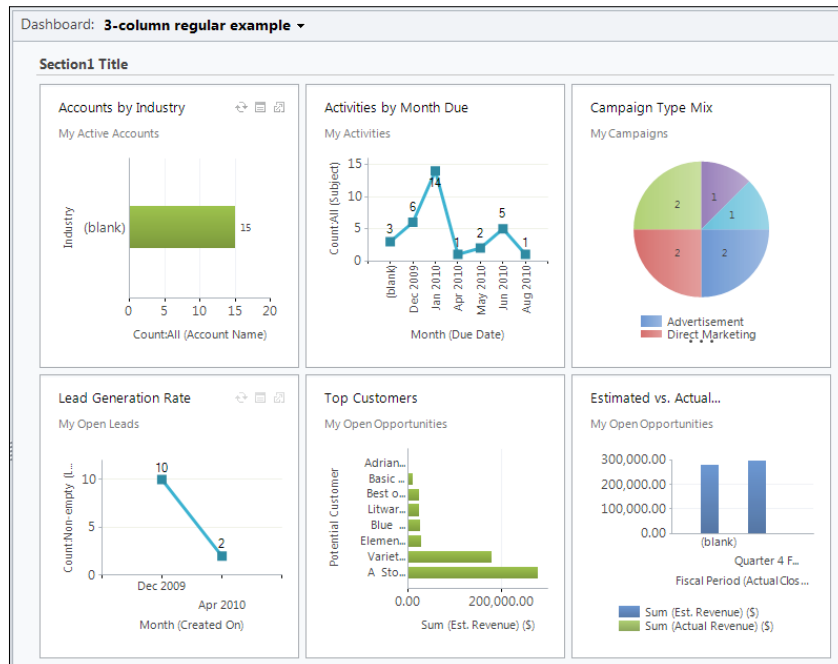 Dashboard: 3-column regular example
Section1 Title
Accounts by Industry
My Active Accounts
Industry
(blank)
15
0 5 10 15 20
Count:All (Account Name)
Activities by Month Due
My Activities
Count:All (Subject)
15
10
5
0
3
6
14
1
2
5
1
(blank)
Dec 2009
Jan 2010
Apr 2010
May 2010
Jun 2010
Aug 2010
Month (Due Date)
Campaign Type Mix
My Campaigns
2
1
1
2
2
Advertisement
Direct Marketing
Lead Generation Rate
My Open Leads
Count:Non-empty (L...
10
5
0
10
2
Dec 2009
Apr 2010
Month (Created On)
Top Customers
My Open Opportunities
Potential Customer
Adrian...
Basic ...
Best o...
Litwar...
Blue ...
Elemen...
Variet...
A Sto...
0.00 200,000.00
Sum (Est. Revenue) ($)
Estimated vs. Actual...
My Open Opportunities
300,000.00
200,000.00
100,000.00
0.00
(blank)
Quarter 4 F...
Fiscal Period (Actual Clos...
Sum (Est. Revenue) ($)
Sum (Actual Revenue) ($)